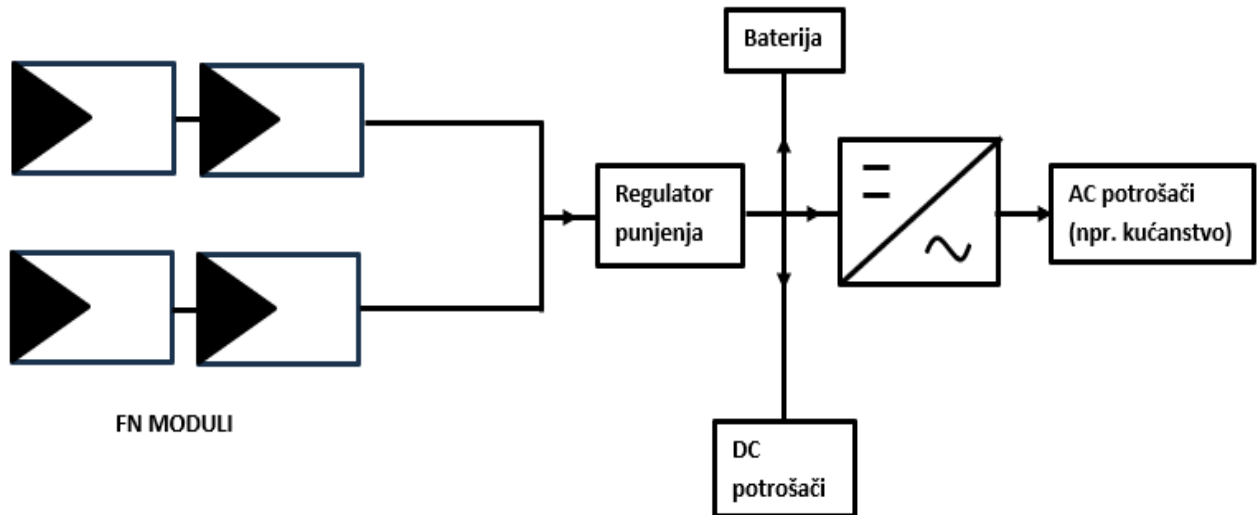 Baterija
Regulator
punjenja
AC potrošači
(npr. kućanstvo)
FN MODULI
DC
potrošači